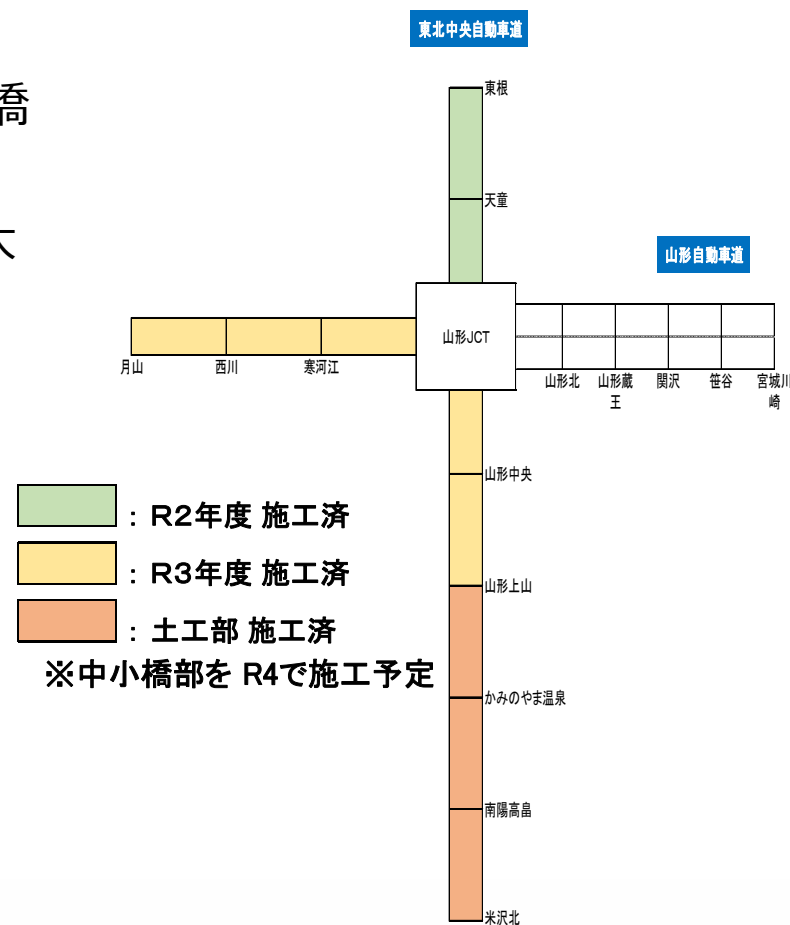 東北中央自動車道
橋
東根
天童
大
山形自動車道
山形JCT
月山
西川
寒河江
山形北
山形蔵
王
関沢
笹谷
宮城川
崎
山形中央
：R2年度 施工済
：R3年度 施工済
山形上山
：土工部 施工済
※中小橋部を R4で施工予定
かみのやま温泉
南陽高畠
米沢北